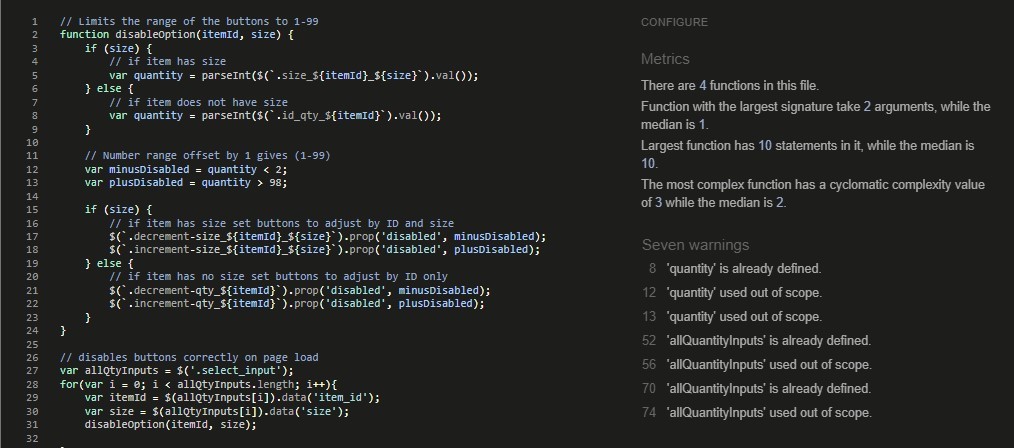 1 // Limits the range of the buttons to 1-99
2 function disableOption(itemId, size) {
3 if (size) {
4 // if item has size
5 var quantity = parseInt($(`.size_${itemId}_${size}`).val());
6 } else {
7 // if item does not have size
8 var quantity = parseInt($(`.id_qty_${itemId}`).val());
9 }
10
11 // Number range offset by 1 gives (1-99)
12 var minusDisabled = quantity < 2;
13 var plusDisabled = quantity > 98;
14
15 if (size) {
16 // if item has size set buttons to adjust by ID and size
17 $(`.decrement-size_${itemId}_${size}`).prop('disabled', minusDisabled);
18 $(`.increment-size_${itemId}_${size}`).prop('disabled', plusDisabled);
19 } else {
20 // if item has no size set buttons to adjust by ID only
21 $(`.decrement-qty_${itemId}`).prop('disabled', minusDisabled);
22 $(`.increment-qty_${itemId}`).prop('disabled', plusDisabled);
23 }
24 }
25
26 // disables buttons correctly on page load
27 var allQtyInputs = $('.select_input');
28 for(var i = 0; i < allQtyInputs.length; i++){
29 var itemId = $(allQtyInputs[i]).data('item_id');
30 var size = $(allQtyInputs[i]).data('size');
31 disableOption(itemId, size);
32
CONFIGURE
Metrics
There are 4 functions in this file.
Function with the largest signature take 2 arguments, while the
median is 1.
Largest function has 10 statements in it, while the median is
10.
The most complex function has a cyclomatic complexity value
of 3 while the median is 2.
Seven warnings
8 'quantity' is already defined.
12 'quantity' used out of scope.
13 'quantity' used out of scope.
52 'allQuantityInputs' is already defined.
56 'allQuantityInputs' used out of scope.
70 'allQuantityInputs' is already defined.
74 'allQuantityInputs' used out of scope.